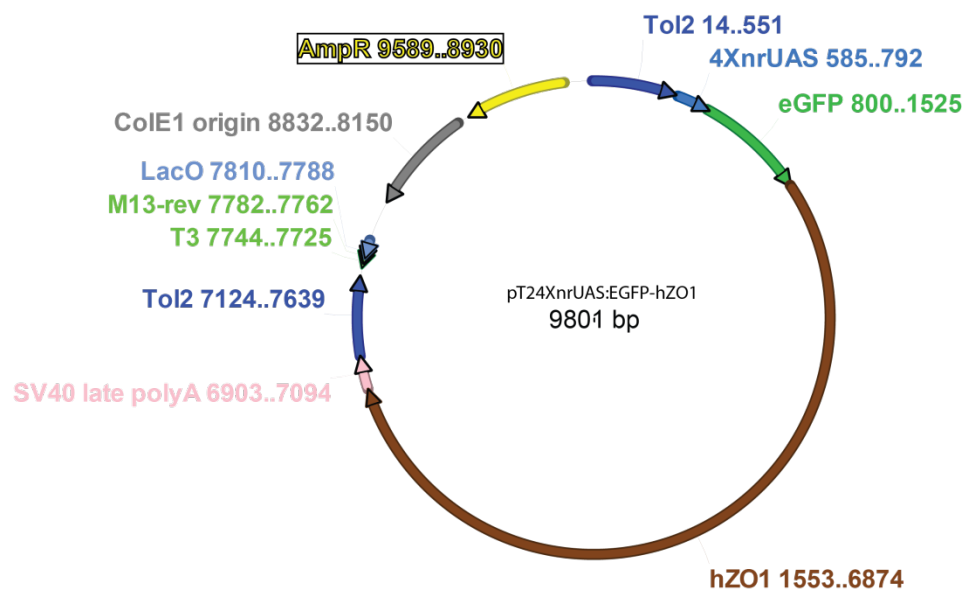 Tol2 14..551
AmpR 9589..8930
4XnrUAS 585..792
eGFP 800..1525
ColE1 origin 8832..8150
LacO 7810..7788
M13-rev 7782..7762
T3 7744..7725
Tol2 7124..7639
pT24XnrUAS:EGFP-hZO1
9801 bp
SV40 late polyA 6903..7094
hZO1 1553..6874